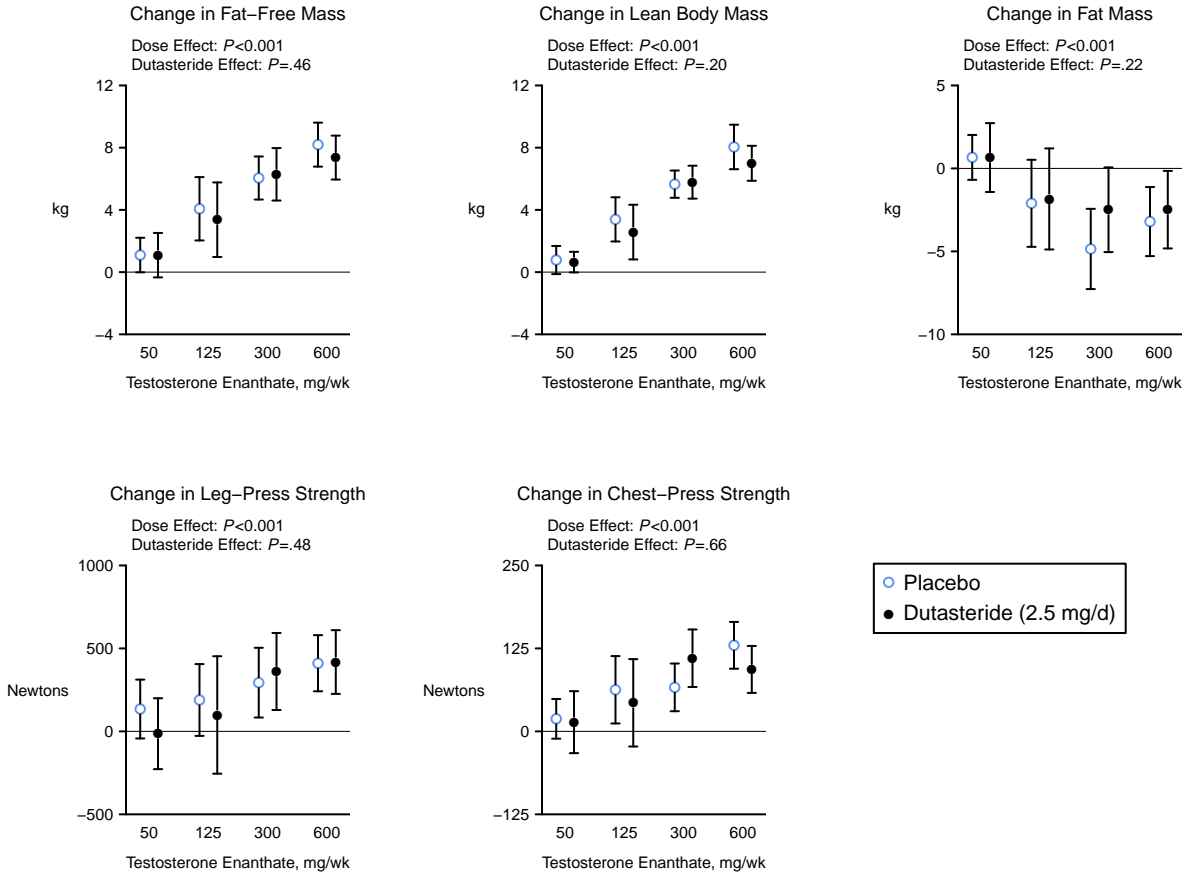 Change in Fat−Free Mass
Dose Effect: P<0.001
Dutasteride Effect: P=.46
12
8
4
0
−4
kg
50 125 300 600
Testosterone Enanthate, mg/wk
Change in Lean Body Mass
Dose Effect: P<0.001
Dutasteride Effect: P=.20
12
8
4
0
−4
kg
50 125 300 600
Testosterone Enanthate, mg/wk
Change in Fat Mass
Dose Effect: P<0.001
Dutasteride Effect: P=.22
5
0
−5
−10
kg
50 125 300 600
Testosterone Enanthate, mg/wk
Change in Leg−Press Strength
Dose Effect: P<0.001
Dutasteride Effect: P=.48
1000
500
0
−500
Newtons
50 125 300 600
Testosterone Enanthate, mg/wk
Change in Chest−Press Strength
Dose Effect: P<0.001
Dutasteride Effect: P=.66
250
125
0
−125
Newtons
50 125 300 600
Testosterone Enanthate, mg/wk
Placebo
Dutasteride (2.5 mg/d)